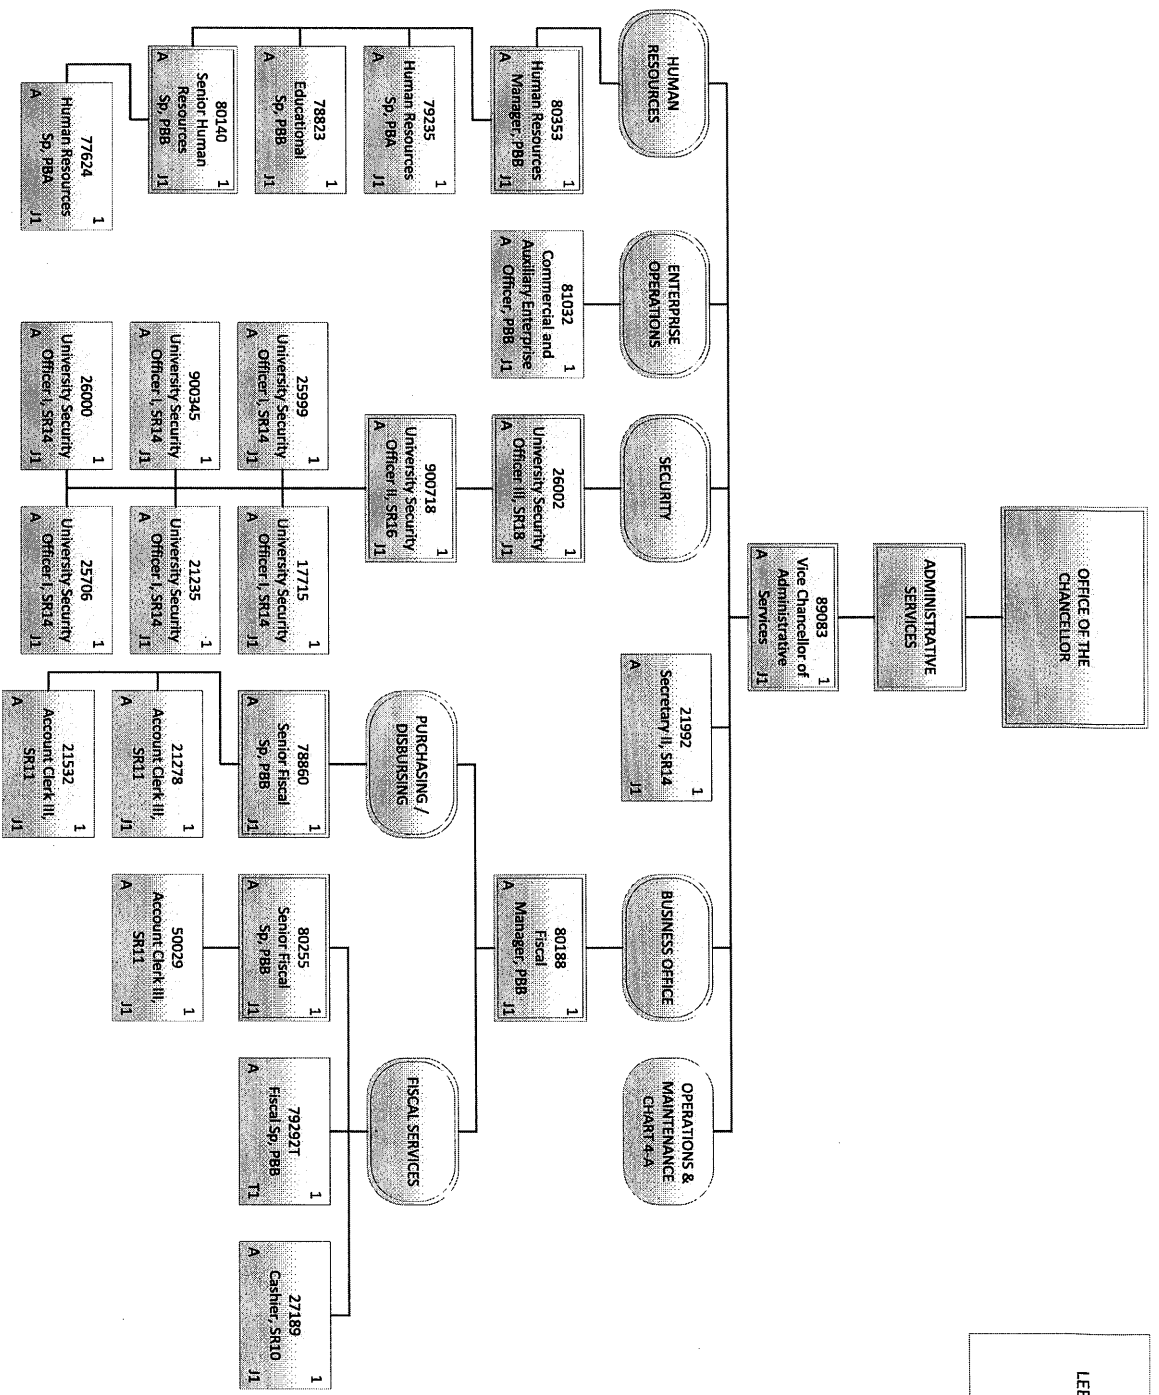 LEE
OFFICE OF THE
CHANCELLOR
ADMINISTRATIVE
SERVICES
89083 1
Vice Chancellor of
Administrative
A Services J1
21992 1
Secretary II, SR14
A J1
HUMAN
RESOURCES
80353 1
Human Resources
Manager, PBB
A J1
79235 1
Human Resources
Sp, PBA
A J1
78823 1
Educational
Sp, PBB
A J1
80140 1
Senior Human
Resources
A Sp, PBB J1
77624 1
Human Resources
Sp, PBA
A J1
ENTERPRISE
OPERATIONS
81032 1
Commercial and
Auxiliary Enterprise
A Officer, PBB J1
SECURITY
26002 1
University Security
Officer III, SR18
A J1
900718 1
University Security
Officer II, SR16
A J1
25999 1
University Security
Officer I, SR14
A J1
17715 1
University Security
Officer I, SR14
A J1
900345 1
University Security
Officer I, SR14
A J1
21235 1
University Security
Officer I, SR14
A J1
26000 1
University Security
Officer I, SR14
A J1
25706 1
University Security
Officer I, SR14
A J1
BUSINESS OFFICE
80188 1
Fiscal
Manager, PBB
A J1
PURCHASING /
DISBURSING
78860 1
Senior Fiscal
Sp, PBB
A J1
21278 1
Account Clerk III,
SR11
A J1
21532 1
Account Clerk III,
SR11
A J1
FISCAL SERVICES
80255 1
Senior Fiscal
Sp, PBB
A J1
50029 1
Account Clerk III,
SR11
A J1
79292T 1
Fiscal Sp, PBB
A T1
27189 1
Cashier, SR10
A J1
OPERATIONS &
MAINTENANCE
CHART 4-A